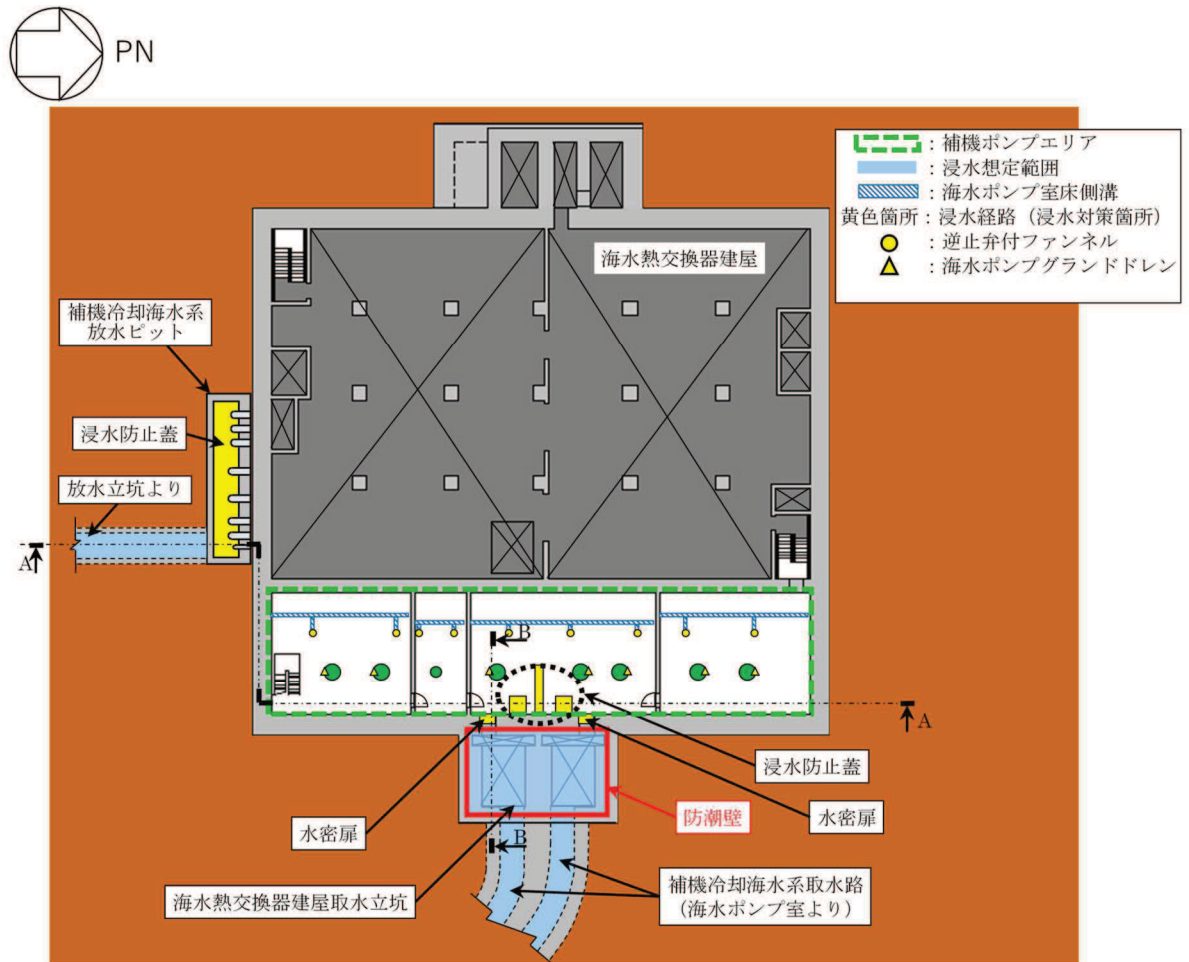 PN
：補機ポンプエリア
：浸水想定範囲
：海水ポンプ室床側溝
黄色箇所：浸水経路（浸水対策箇所）
：逆止弁付ファンネル
：海水ポンプグランドドレン
海水熱交換器建屋
補機冷却海水系
放水ピット
浸水防止蓋
放水立坑より
A
B
A
浸水防止蓋
水密扉
防潮壁
水密扉
B
海水熱交換器建屋取水立坑
補機冷却海水系取水路
（海水ポンプ室より）